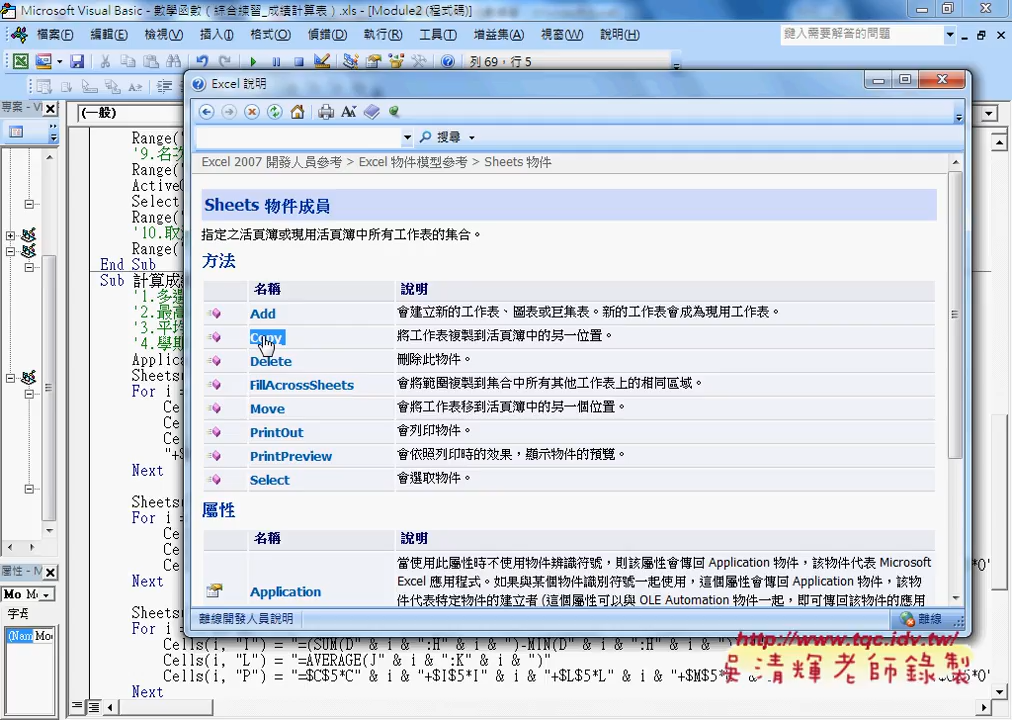 Microsoft Visual Basic - 數學函數（綜合練習_成績計算表）.xls - [Module2 (程式碼)]
檔案(F) 編輯(E) 檢視(V) 插入(I) 格式(O) 偵錯(D) 執行(R) 工具(T) 增益集(A) 視窗(W) 說明(H)
鍵入需要解答的問題
列 69，行 5
專案 - V
(一般)
Excel 說明
搜尋
Excel 2007 開發人員參考 > Excel 物件模型參考 > Sheets 物件
Sheets 物件成員
指定之活頁簿或現用活頁簿中所有工作表的集合。
方法
名稱 說明
Add 會建立新的工作表、圖表或巨集表。新的工作表會成為現用工作表。
Copy 將工作表複製到活頁簿中的另一位置。
Delete 刪除此物件。
FillAcrossSheets 會將範圍複製到集合中所有其他工作表上的相同區域。
Move 會將工作表移到活頁簿中的另一個位置。
PrintOut 會列印物件。
PrintPreview 會依照列印時的效果，顯示物件的預覽。
Select 會選取物件。
屬性
名稱 說明
Application 當使用此屬性時不使用物件辨識符號，則該屬性會傳回 Application 物件，該物件代表 Microsoft
Excel 應用程式。如果與某個物件識別符號一起使用，這個屬性會傳回 Application 物件，該物
件代表特定物件的建立者 (這個屬性可以與 OLE Automation 物件一起，即可傳回該物件的應用
離線開發人員說明
離線
Range("
'9.名次
Range("
Select
Range("
'10.取
Range("
End Sub
Sub 計算成
'2.最高
'3.平均
'4.學期
Sheets
For i =
Ce
Ce
Ce
"+$
Next
Sheets
For i =
Ce
Ce
Ce
Next
Sheets
For i =
Cells(i, "I") = "=(SUM(D" & i & ":H" & i & ")-MIN(D" & i & ":H" & i &
Cells(i, "L") = "=AVERAGE(J" & i & ":K" & i & ")"
Cells(i, "P") = "=$C$5*C" & i & "+$I$5*I" & i & "+$L$5*L" & i & "+$M$5*
Next
屬性 - M
Mo Mo
字母
(Nam Mod
http://www.tqc.idv.tw/
吳清輝老師錄製